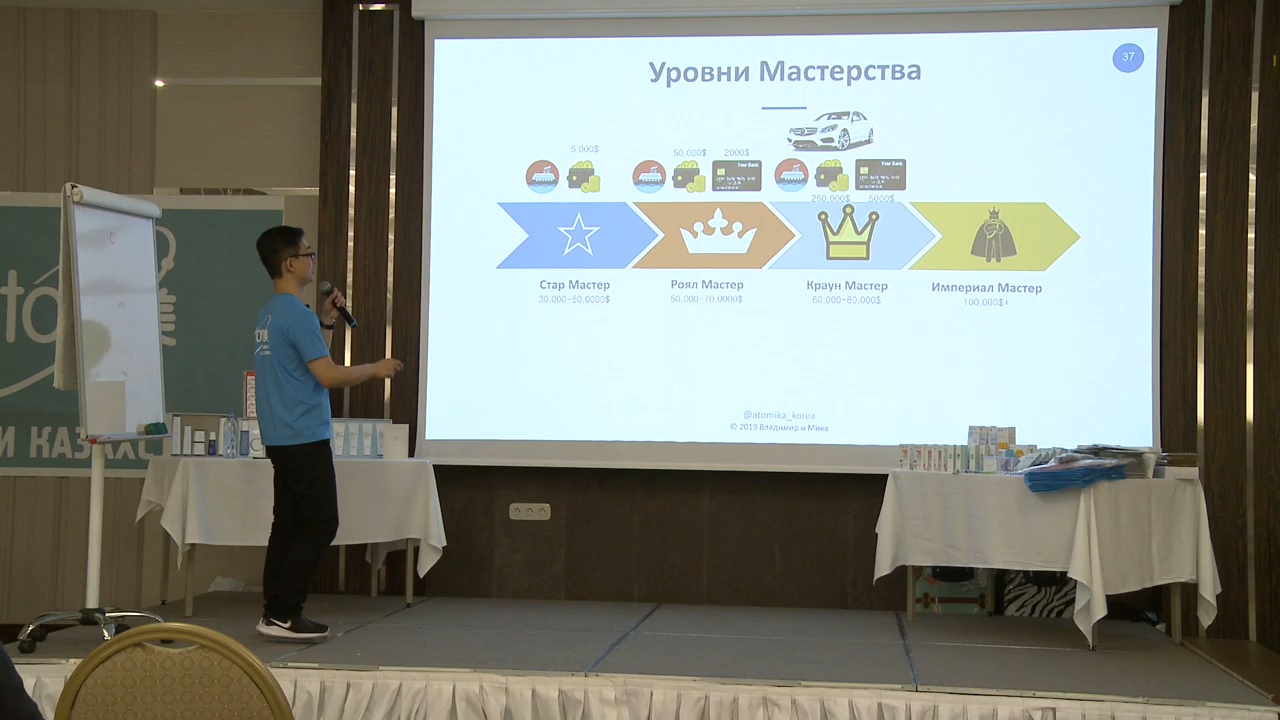 Уровни Мастерства
37
5,000$
50,000$
2000$
250,000$
5000$
Стар Мастер
30,000-50,0000$
Роял Мастер
50,000-70,0000$
Краун Мастер
60,000-80,000$
Империал Мастер
100,000$+
@atomika_korea
© 2019 Владимир и Мика
Your Bank
Your Bank
И КАЗАХС